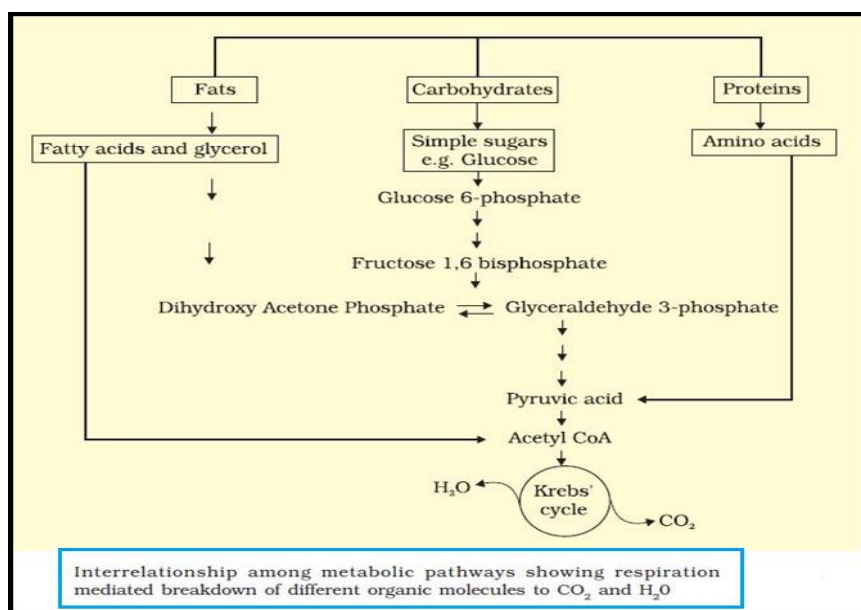 Fats
Carbohydrates
Proteins
Fatty acids and glycerol
Simple sugars
e.g. Glucose
Amino acids
Glucose 6-phosphate
Fructose 1,6 bisphosphate
Dihydroxy Acetone Phosphate
Glyceraldehyde 3-phosphate
Pyruvic acid
Acetyl CoA
H₂O
Krebs'
cycle
CO₂
Interrelationship among metabolic pathways showing respiration
mediated breakdown of different organic molecules to CO₂ and H₂0